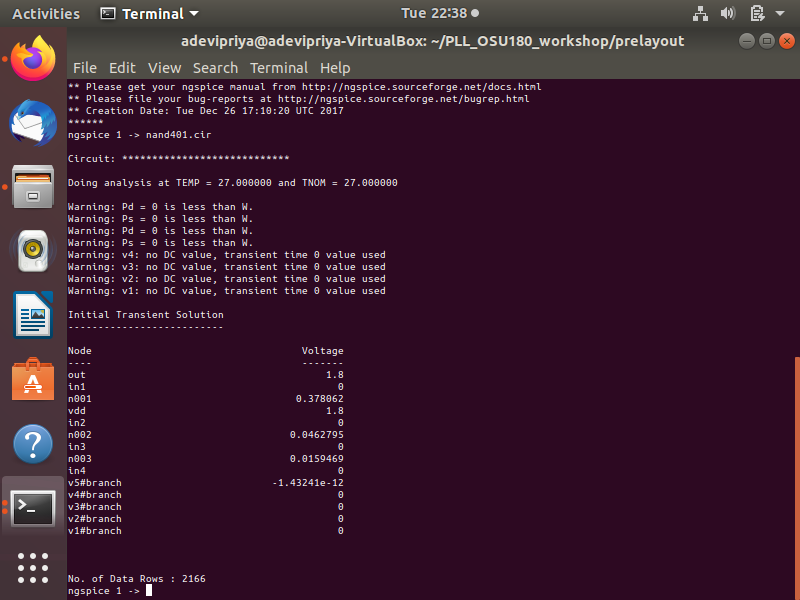 Activities Terminal Tue 22:38
adevipriya@adevipriya-VirtualBox: ~/PLL_OSU180_workshop/prelayout
File Edit View Search Terminal Help
** Please get your ngspice manual from http://ngspice.sourceforge.net/docs.html
** Please file your bug-reports at http://ngspice.sourceforge.net/bugrep.html
** Creation Date: Tue Dec 26 17:10:20 UTC 2017
******
ngspice 1 -> nand401.cir
Circuit: ****************************
Doing analysis at TEMP = 27.000000 and TNOM = 27.000000
Warning: Pd = 0 is less than W.
Warning: Ps = 0 is less than W.
Warning: Pd = 0 is less than W.
Warning: Ps = 0 is less than W.
Warning: v4: no DC value, transient time 0 value used
Warning: v3: no DC value, transient time 0 value used
Warning: v2: no DC value, transient time 0 value used
Warning: v1: no DC value, transient time 0 value used
Initial Transient Solution
--------------------------
Node Voltage
---- -------
out 1.8
in1 0
n001 0.378062
vdd 1.8
in2 0
n002 0.0462795
in3 0
n003 0.0159469
in4 0
v5#branch -1.43241e-12
v4#branch 0
v3#branch 0
v2#branch 0
v1#branch 0
No. of Data Rows : 2166
ngspice 1 ->